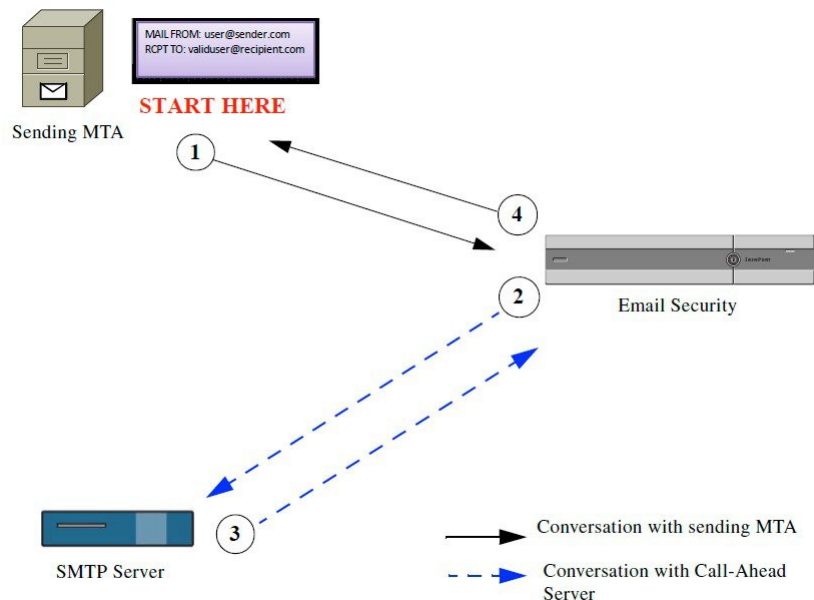 MAIL FROM: user@sender.com
RCPT TO: validuser@recipient.com
START HERE
Sending MTA
1
4
2
IronPort
Email Security
3
SMTP Server
Conversation with sending MTA
Conversation with Call-Ahead
Server